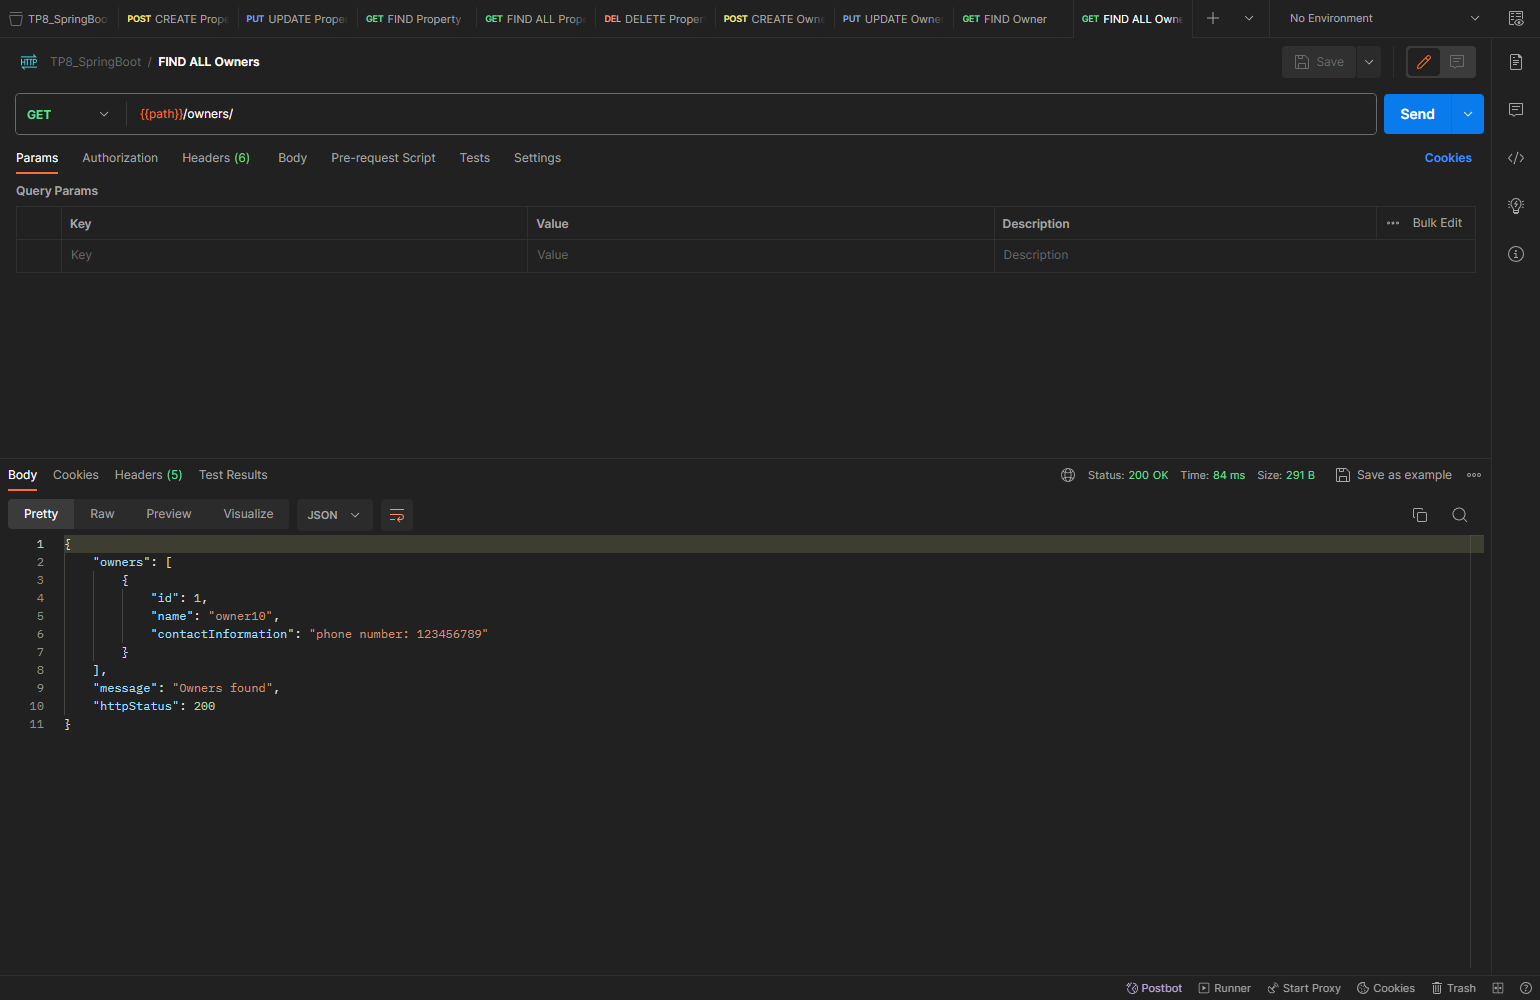 TP8_SpringBoo POST CREATE Prope PUT UPDATE Prope GET FIND Property GET FIND ALL Prope DEL DELETE Proper POST CREATE Owne PUT UPDATE Owner GET FIND Owner GET FIND ALL Owne No Environment
HTTP TP8_SpringBoot / FIND ALL Owners Save
GET {{path}}/owners/ Send
Params Authorization Headers (6) Body Pre-request Script Tests Settings Cookies
Query Params
Key Value Description Bulk Edit
Key Value Description
Body Cookies Headers (5) Test Results Status: 200 OK Time: 84 ms Size: 291 B Save as example
Pretty Raw Preview Visualize JSON
1 {
2 "owners": [
3 {
4 "id": 1,
5 "name": "owner10",
6 "contactInformation": "phone number: 123456789"
7 }
8 ],
9 "message": "Owners found",
10 "httpStatus": 200
11 }
Postbot Runner Start Proxy Cookies Trash